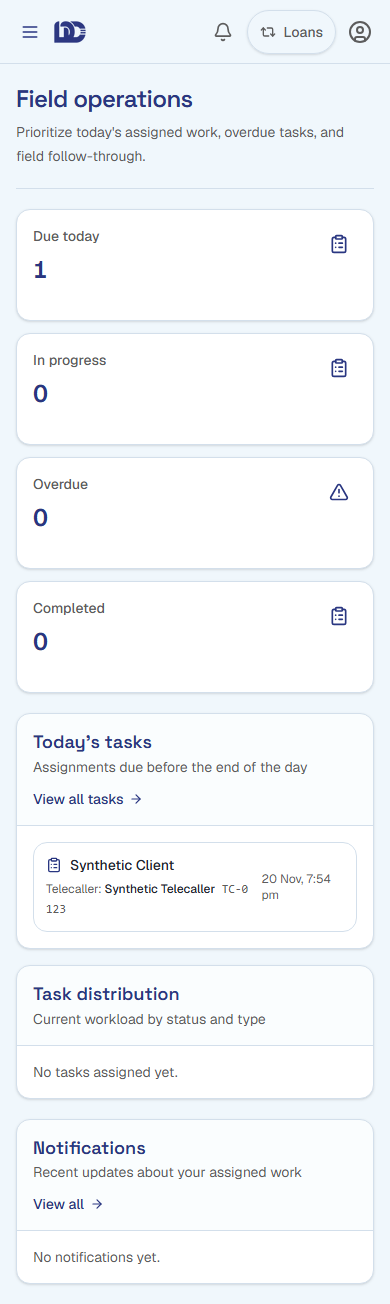 Loans
Field operations
Prioritize today's assigned work, overdue tasks, and
field follow-through.
Due today
1
In progress
0
Overdue
0
Completed
0
Today's tasks
Assignments due before the end of the day
View all tasks →
Synthetic Client
Telecaller: Synthetic Telecaller TC-0
123
20 Nov, 7:54
pm
Task distribution
Current workload by status and type
No tasks assigned yet.
Notifications
Recent updates about your assigned work
View all →
No notifications yet.